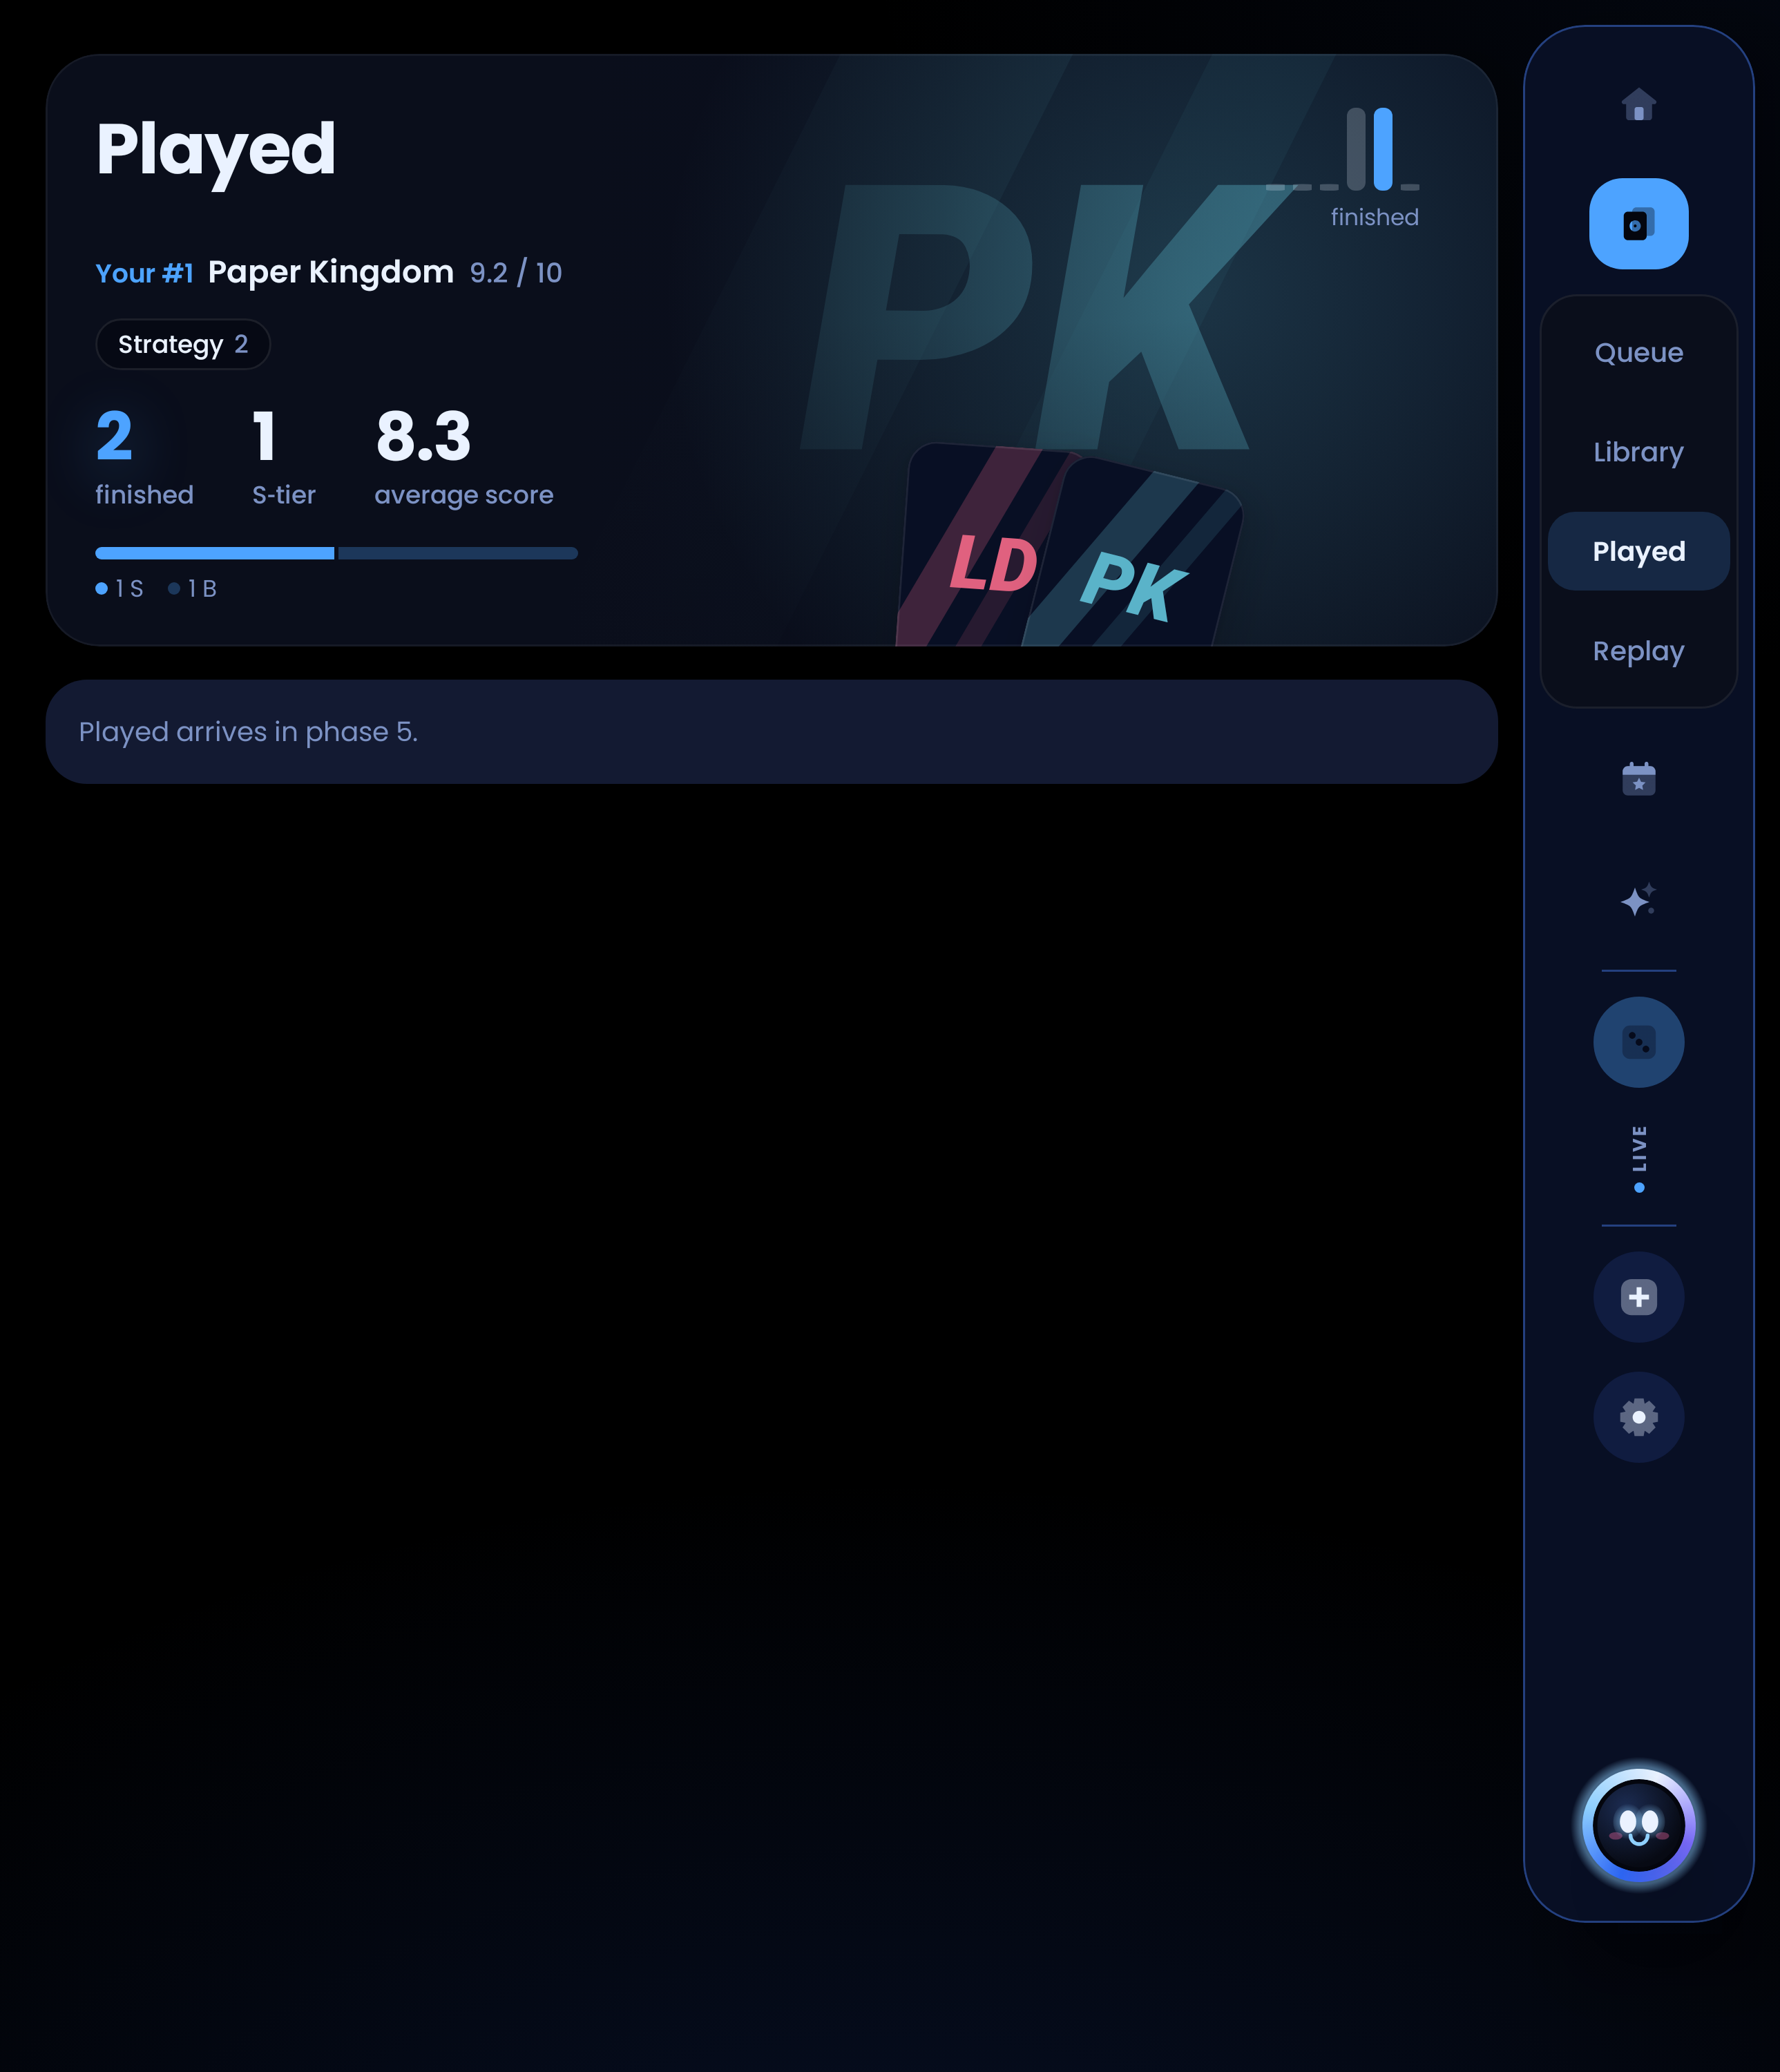 Played
PK
finished
Your #1 Paper Kingdom 9.2 / 10
Strategy 2
2 1 8.3
finished S-tier average score
LD PK
1 S 1 B
Played arrives in phase 5.
Queue
Library
Played
Replay
LIVE